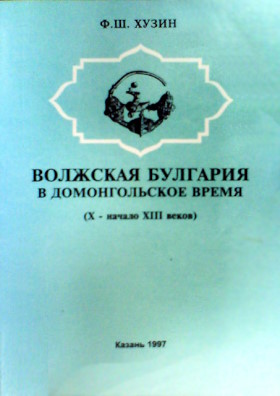 Ф.Ш. ХУЗИН
ВОЛЖСКАЯ БУЛГАРИЯ
В ДОМОНГОЛЬСКОЕ ВРЕМЯ
(X - начало XIII веков)
Казань 1997